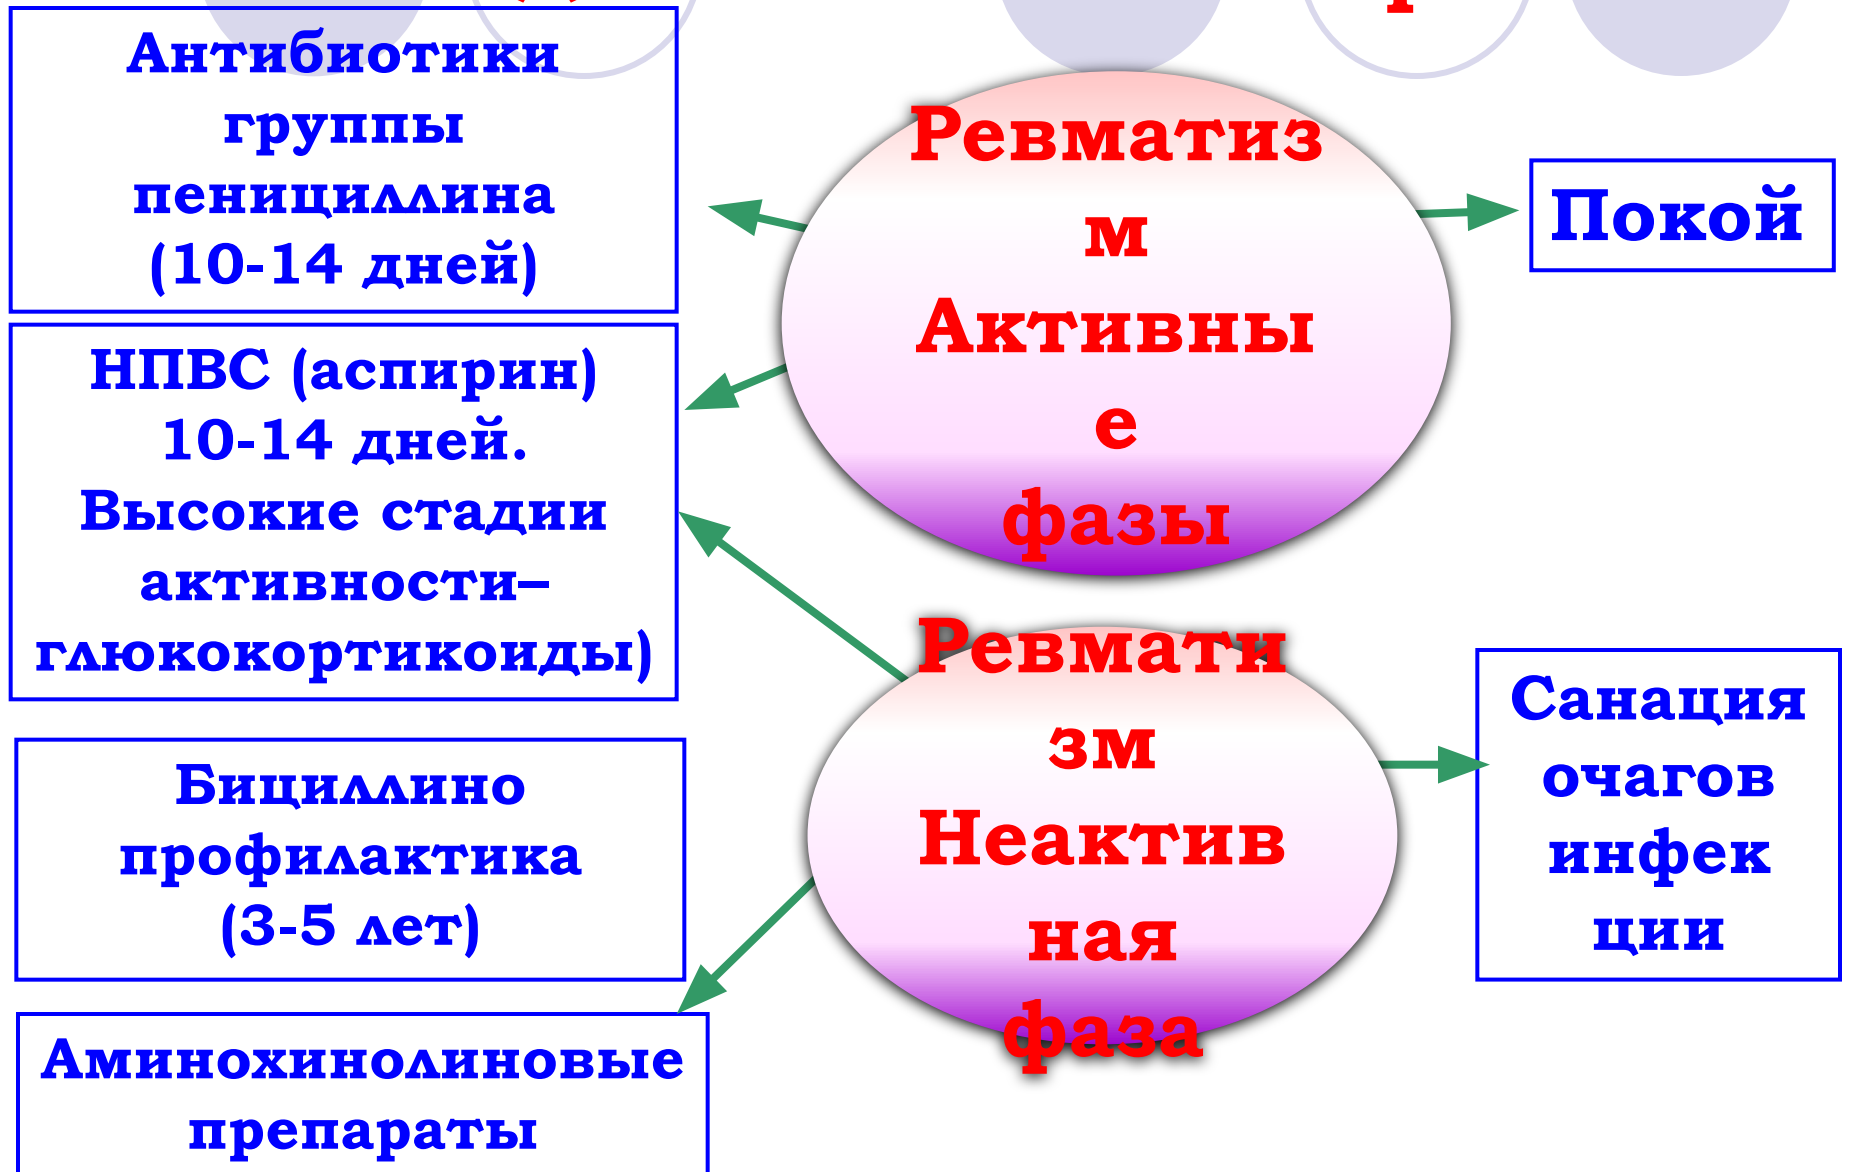 Антибиотики
группы
пенициллина
(10-14 дней)
НПВС (аспирин)
10-14 дней.
Высокие стадии
активности–
глюкокортикоиды)
Бициллино
профилактика
(3-5 лет)
Аминохинолиновые
препараты
Ревматиз
м
Активны
е
фазы
Ревмати
зм
Неактив
ная
фаза
Покой
Санация
очагов
инфек
ции